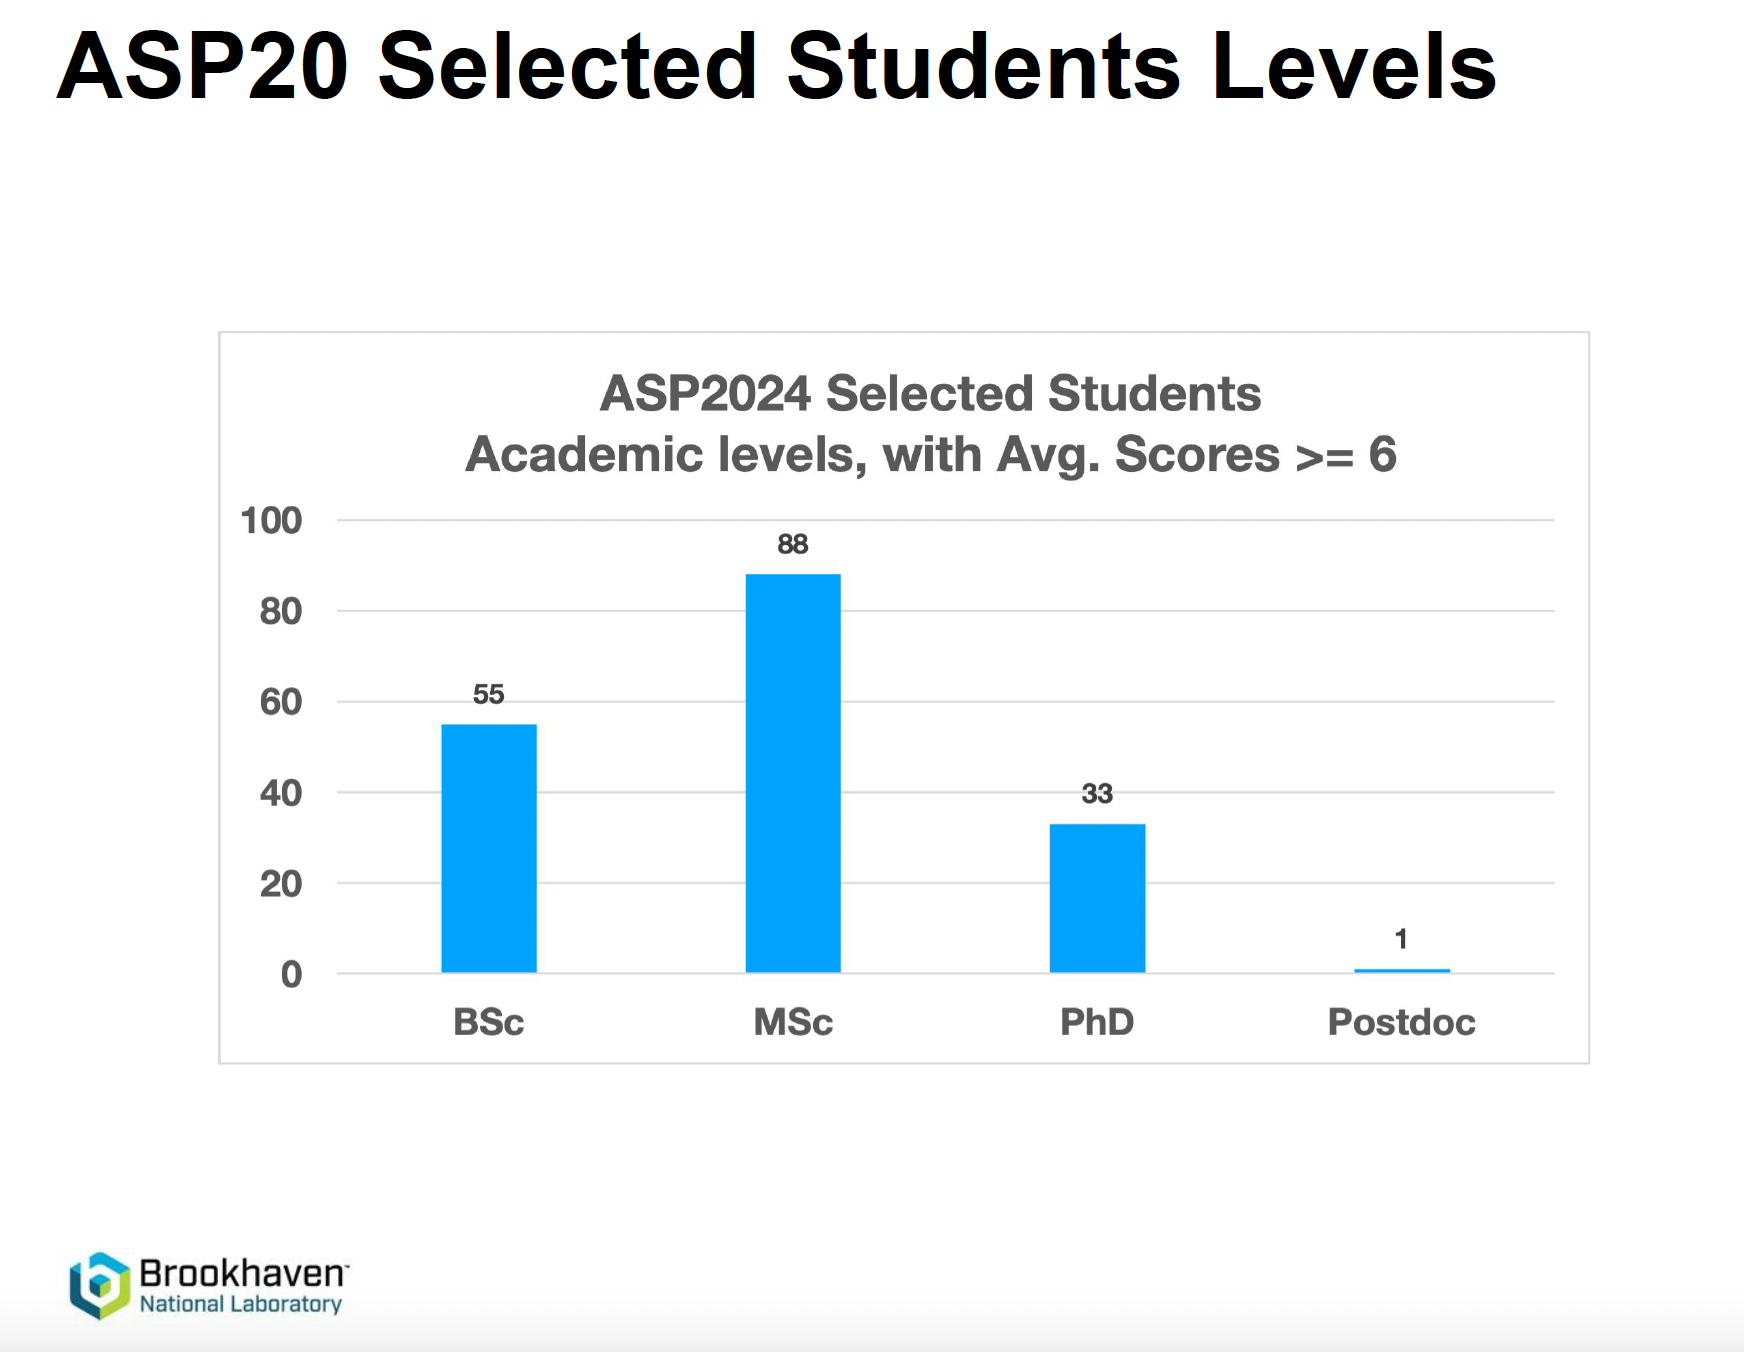 ASP20 Selected Students Levels
ASP2024 Selected Students
Academic levels, with Avg. Scores >= 6
100
80
60
40
20
0
55
88
33
1
BSc
MSc
PhD
Postdoc
Brookhaven™
National Laboratory